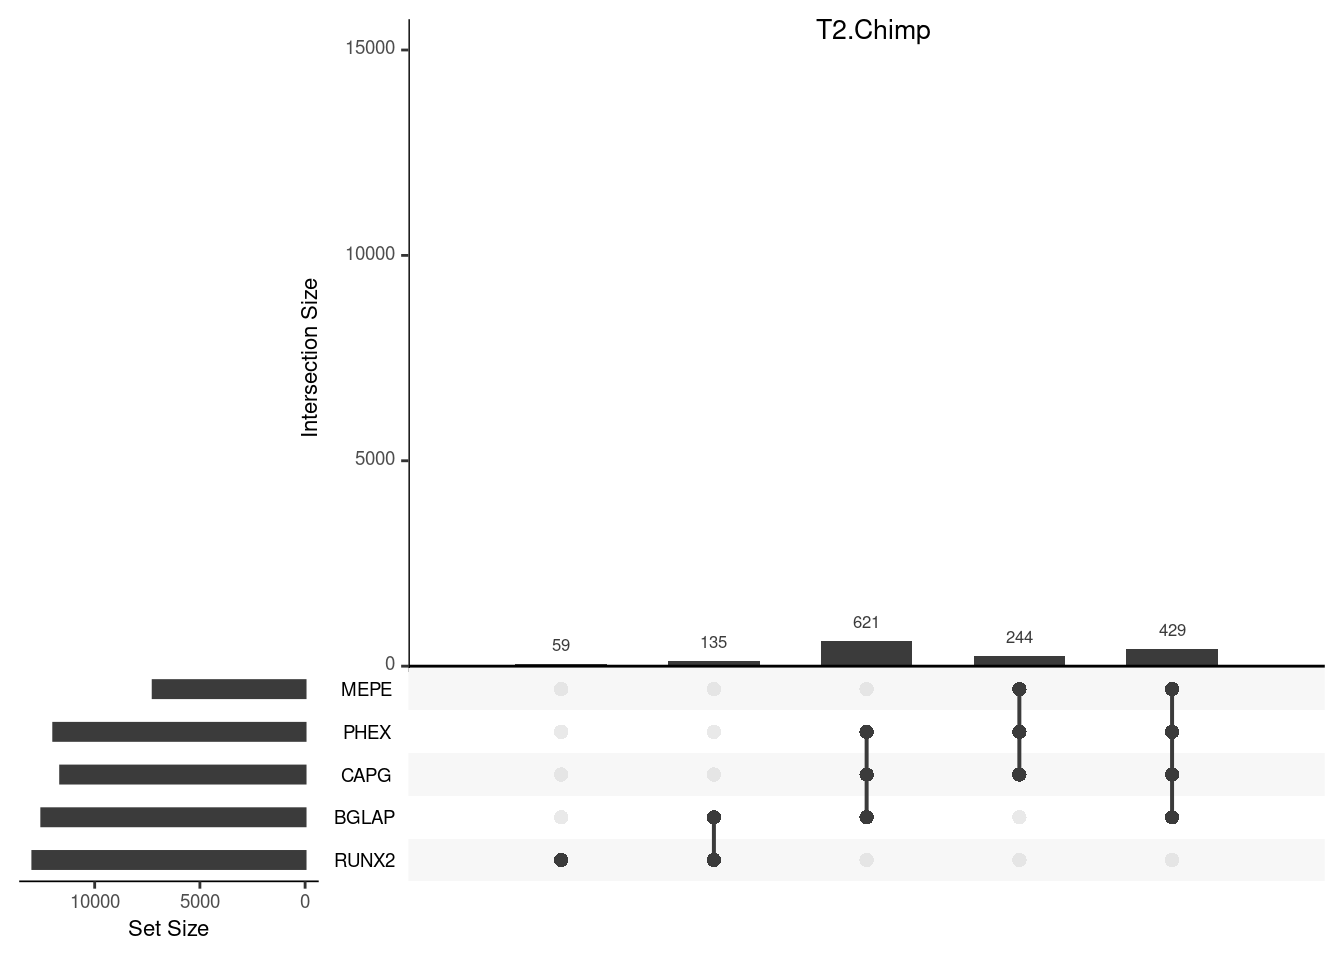 T2.Chimp
15000
10000
5000
0
Intersection Size
59
135
621
244
429
MEPE
PHEX
CAPG
BGLAP
RUNX2
10000 5000 0
Set Size